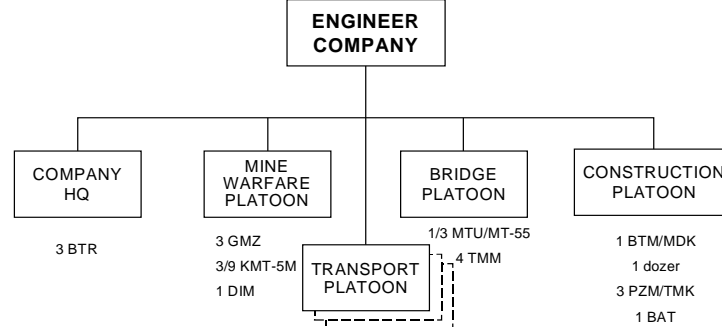 ENGINEER
COMPANY
COMPANY
HQ
3 BTR
MINE
WARFARE
PLATOON
3 GMZ
3/9 KMT-5M
1 DIM
TRANSPORT
PLATOON
BRIDGE
PLATOON
1/3 MTU/MT-55
4 TMM
CONSTRUCTION
PLATOON
1 BTM/MDK
1 dozer
3 PZM/TMK
1 BAT